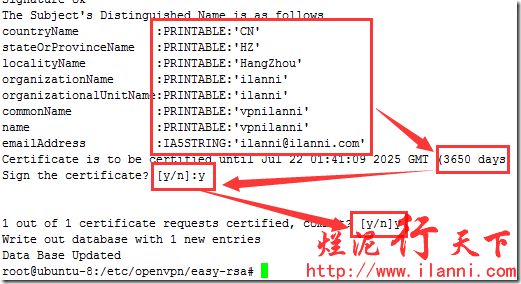 Signature ok
The Subject's Distinguished Name is as follows
countryName :PRINTABLE:'CN'
stateOrProvinceName :PRINTABLE:'HZ'
localityName :PRINTABLE:'HangZhou'
organizationName :PRINTABLE:'ilanni'
organizationalUnitName:PRINTABLE:'ilanni'
commonName :PRINTABLE:'vpnilanni'
name :PRINTABLE:'vpnilanni'
emailAddress :IA5STRING:'ilanni@ilanni.com'
Certificate is to be certified until Jul 22 01:41:09 2025 GMT (3650 days
Sign the certificate? [y/n]:y
1 out of 1 certificate requests certified, [y/n]y
Write out database with 1 new entries
Data Base Updated
root@ubuntu-8:/etc/openvpn/easy-rsa#
烂泥行天下
http://www.ilanni.com